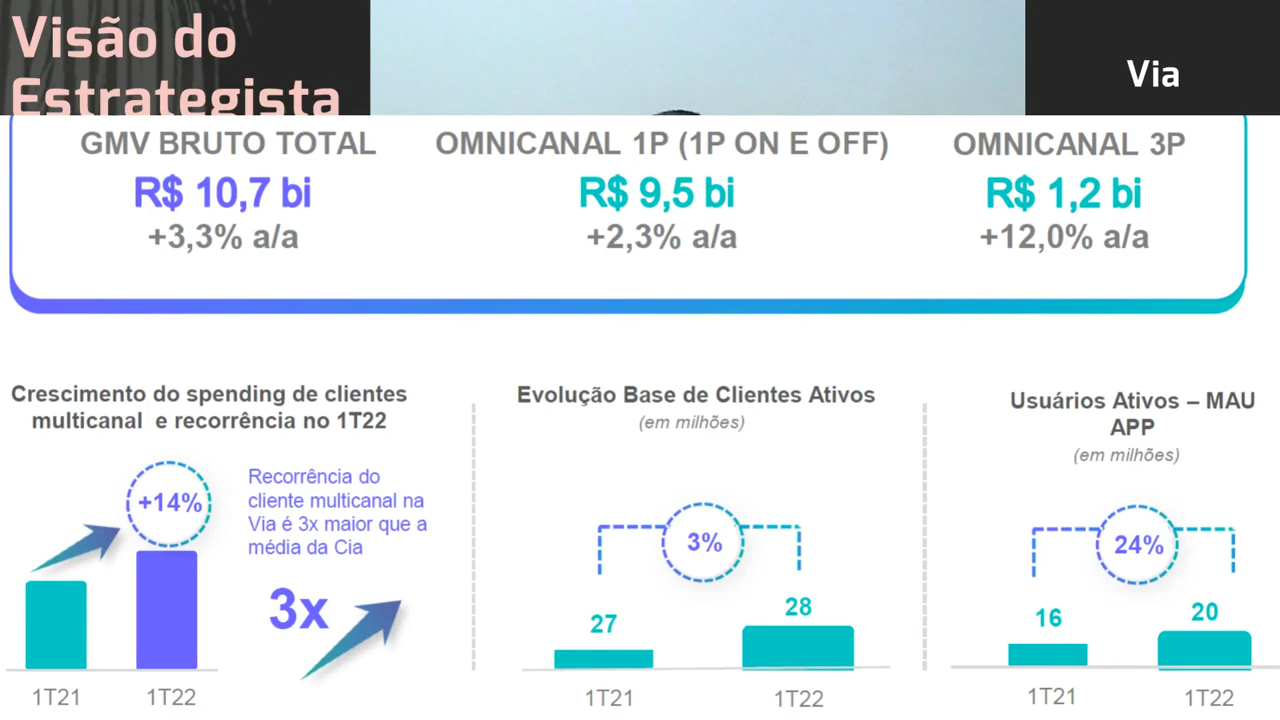 Visão do
Estrategista
Via
GMV BRUTO TOTAL
R$ 10,7 bi
+3,3% a/a
OMNICANAL 1P (1P ON E OFF)
R$ 9,5 bi
+2,3% a/a
OMNICANAL 3P
R$ 1,2 bi
+12,0% a/a
Crescimento do spending de clientes
multicanal e recorrência no 1T22
+14%
Recorrência do
cliente multicanal na
Via é 3x maior que a
média da Cia
3x
1T21
1T22
Evolução Base de Clientes Ativos
(em milhões)
3%
27
28
1T21
1T22
Usuários Ativos – MAU
APP
(em milhões)
24%
16
20
1T21
1T22